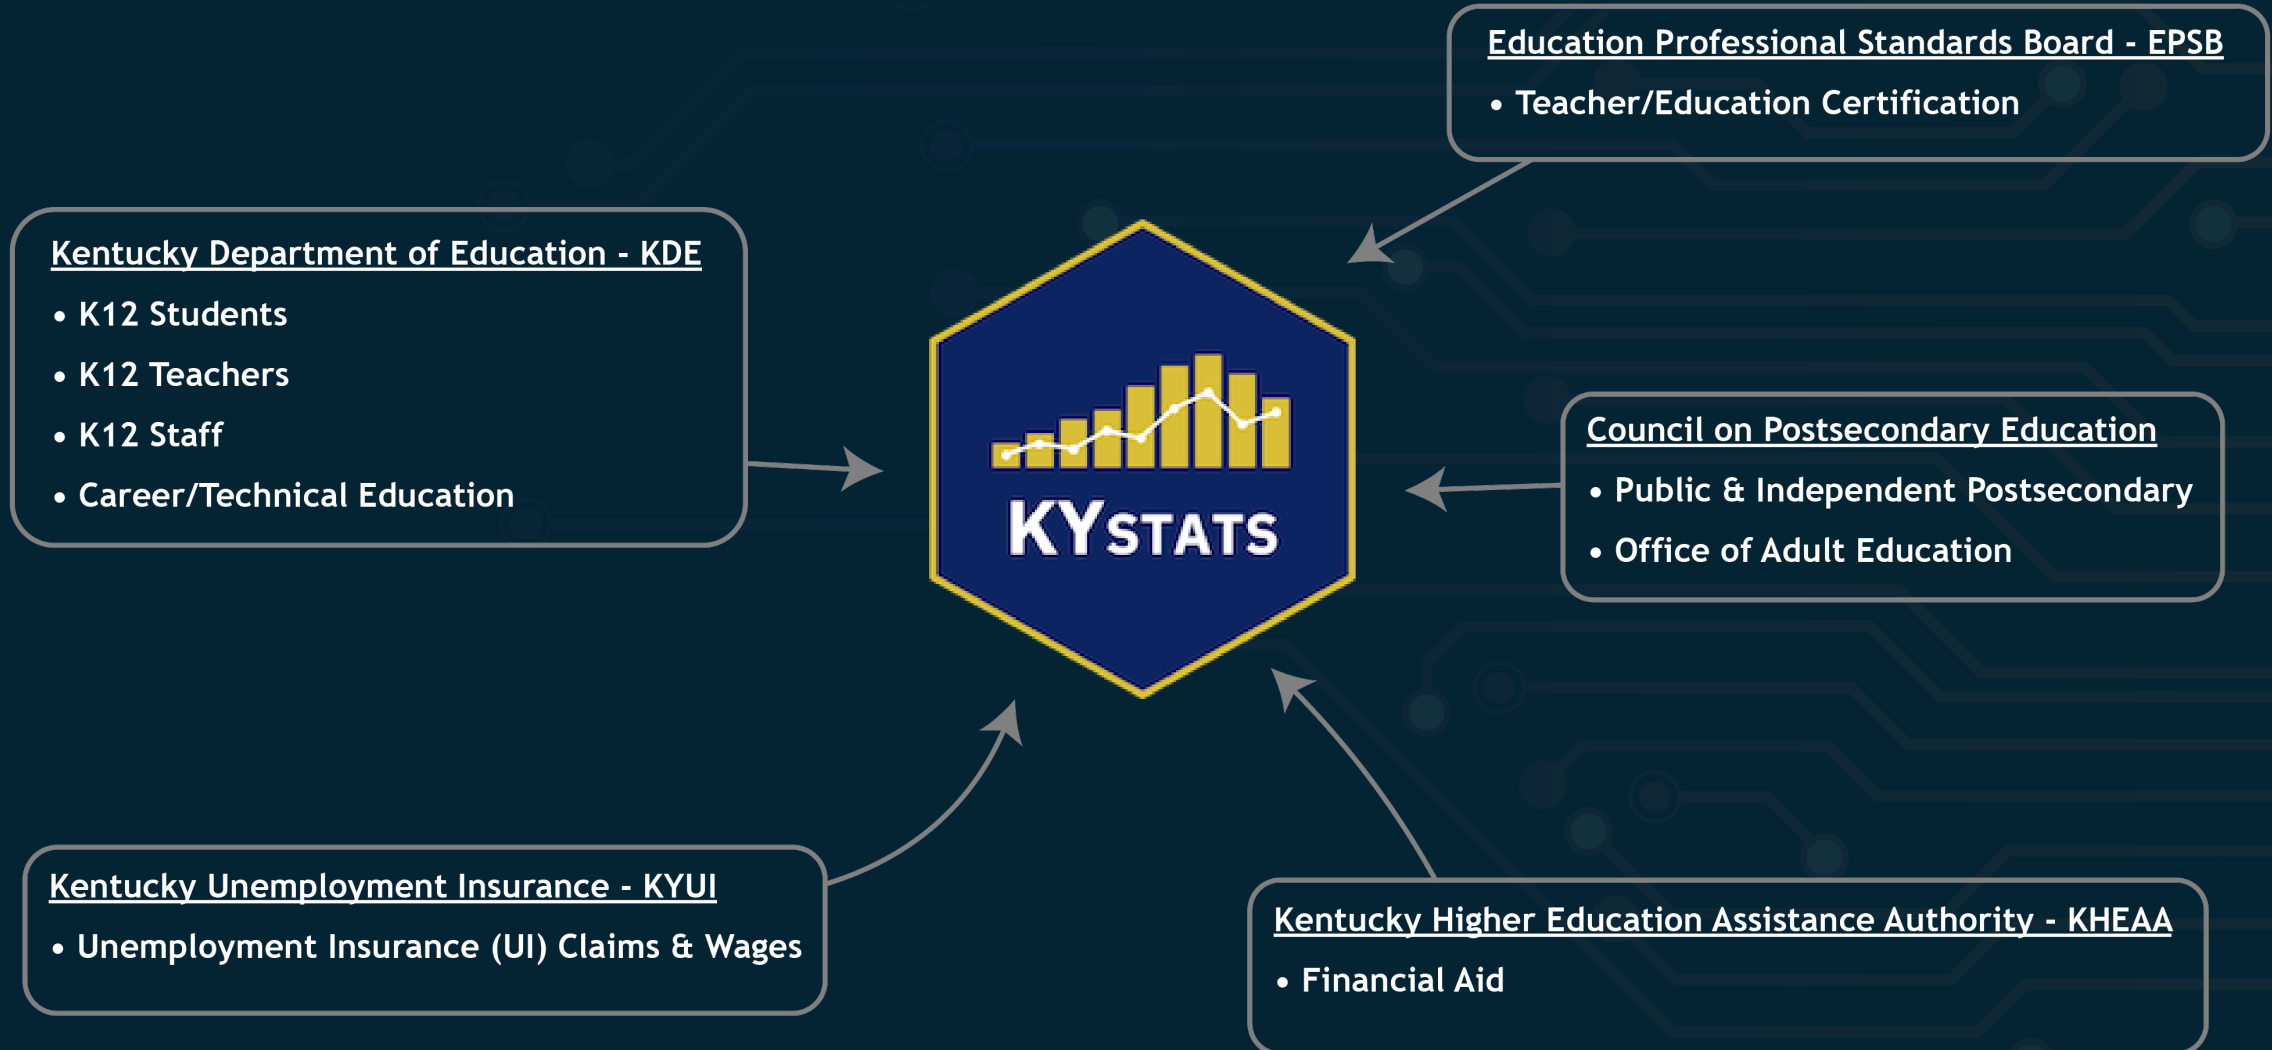 Education Professional Standards Board - EPSB
• Teacher/Education Certification
Kentucky Department of Education - KDE
• K12 Students
• K12 Teachers
• K12 Staff
• Career/Technical Education
KYSTATS
Council on Postsecondary Education
• Public & Independent Postsecondary
• Office of Adult Education
Kentucky Unemployment Insurance - KYUI
• Unemployment Insurance (UI) Claims & Wages
Kentucky Higher Education Assistance Authority - KHEAA
• Financial Aid